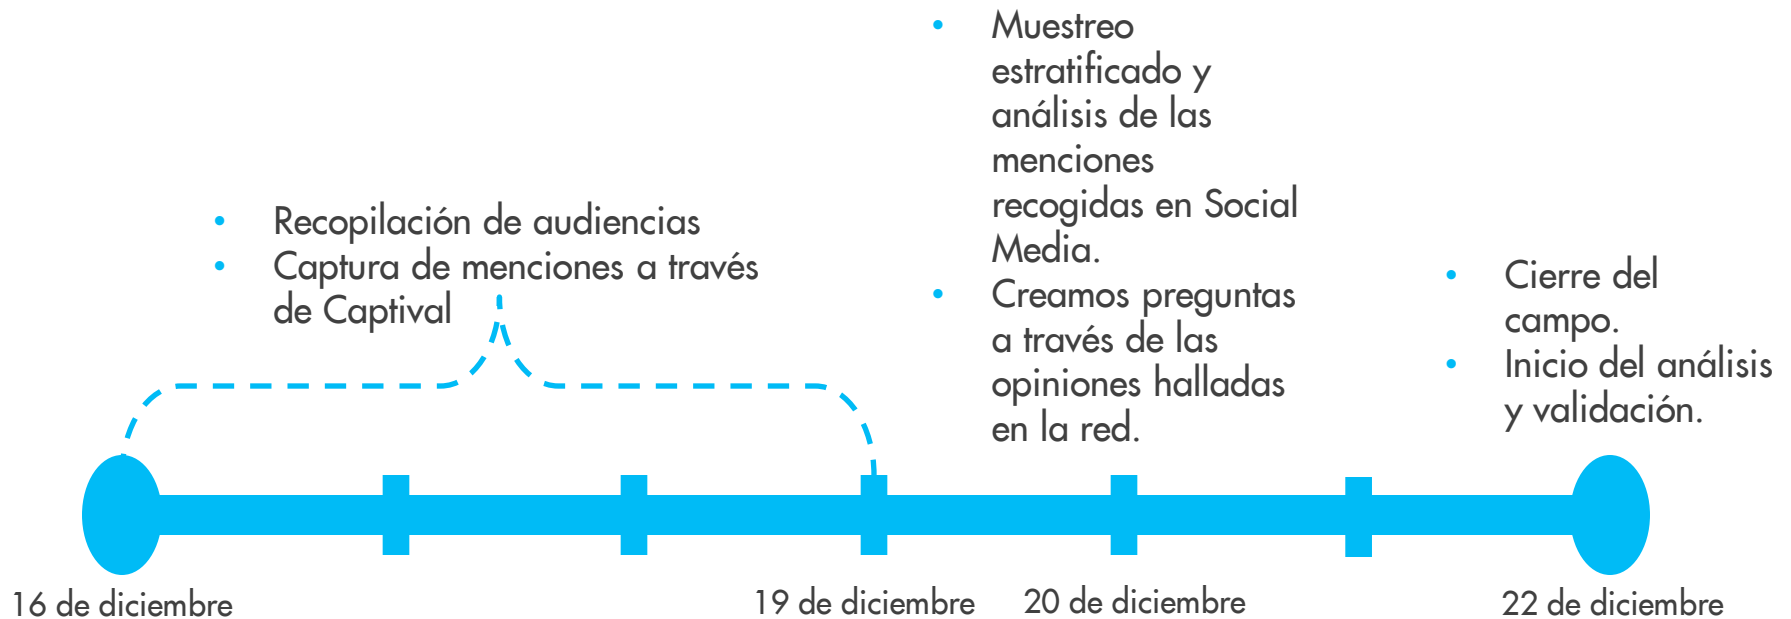 • Recopilación de audiencias
• Captura de menciones a través
de Captival
• Muestreo
estratificado y
análisis de las
menciones
recogidas en Social
Media.
• Creamos preguntas
a través de las
opiniones halladas
en la red.
• Cierre del
campo.
• Inicio del análisis
y validación.
16 de diciembre
19 de diciembre
20 de diciembre
22 de diciembre